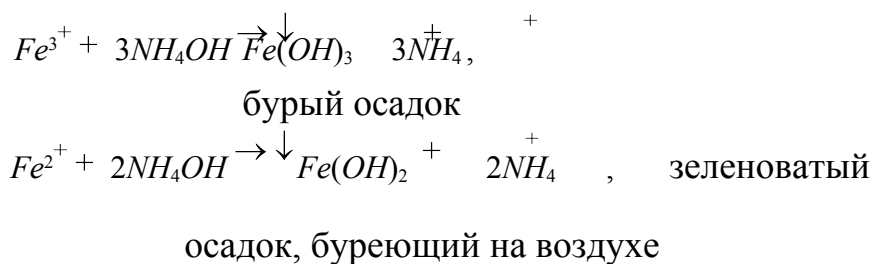 Fe³⁺ + 3NH₄OH → ↓Fe(OH)₃ + 3NH₄⁺,
бурый осадок
Fe²⁺ + 2NH₄OH → ↓Fe(OH)₂ + 2NH₄⁺, зеленоватый
осадок, буреющий на воздухе